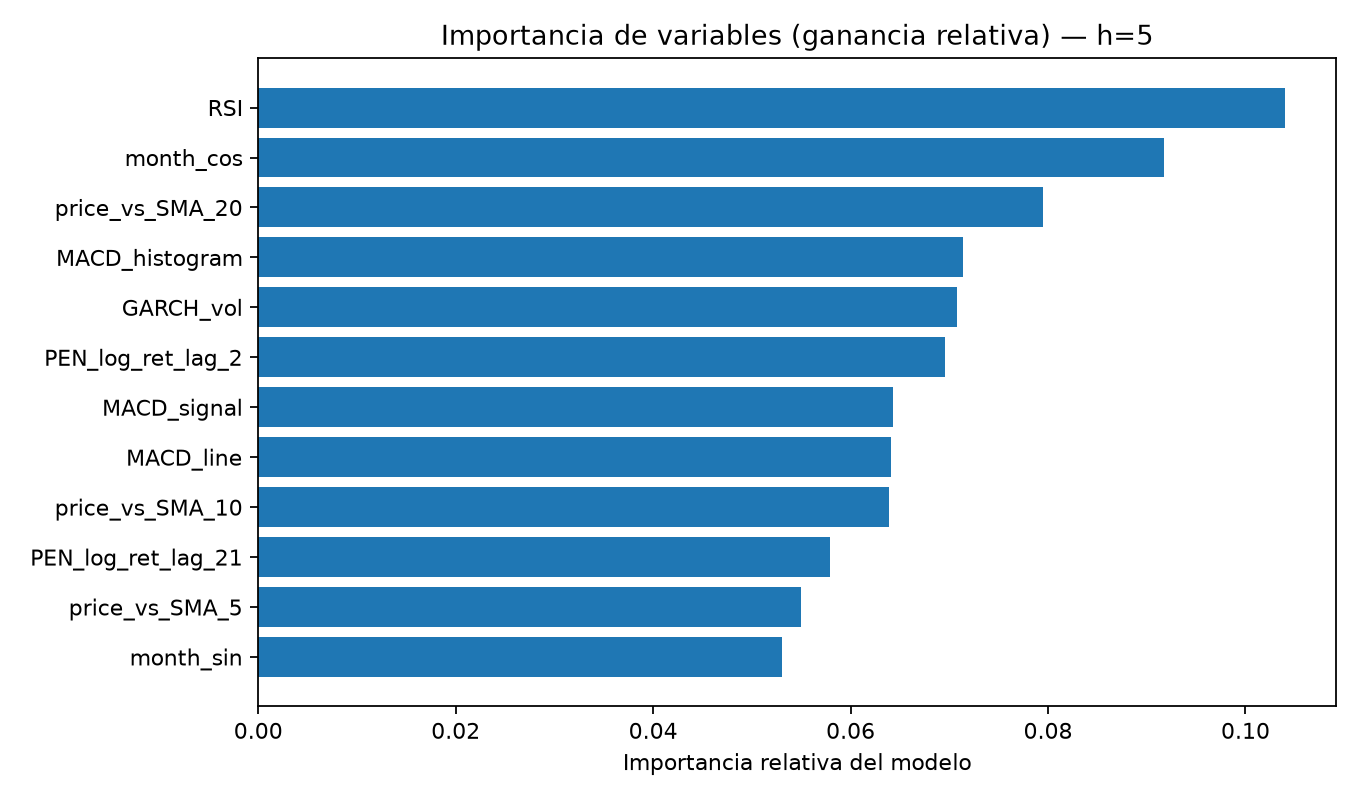 Importancia de variables (ganancia relativa) — h=5
RSI
month_cos
price_vs_SMA_20
MACD_histogram
GARCH_vol
PEN_log_ret_lag_2
MACD_signal
MACD_line
price_vs_SMA_10
PEN_log_ret_lag_21
price_vs_SMA_5
month_sin
0.00 0.02 0.04 0.06 0.08 0.10
Importancia relativa del modelo